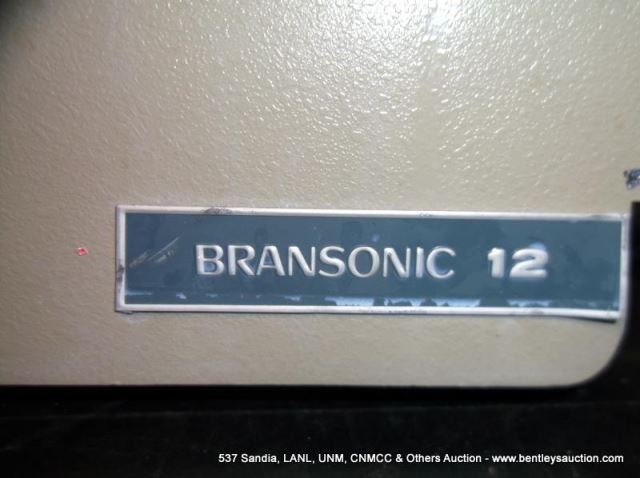 BRANSONIC 12
537 Sandia, LANL, UNM, CNMCC & Others Auction - www.bentleysauction.com